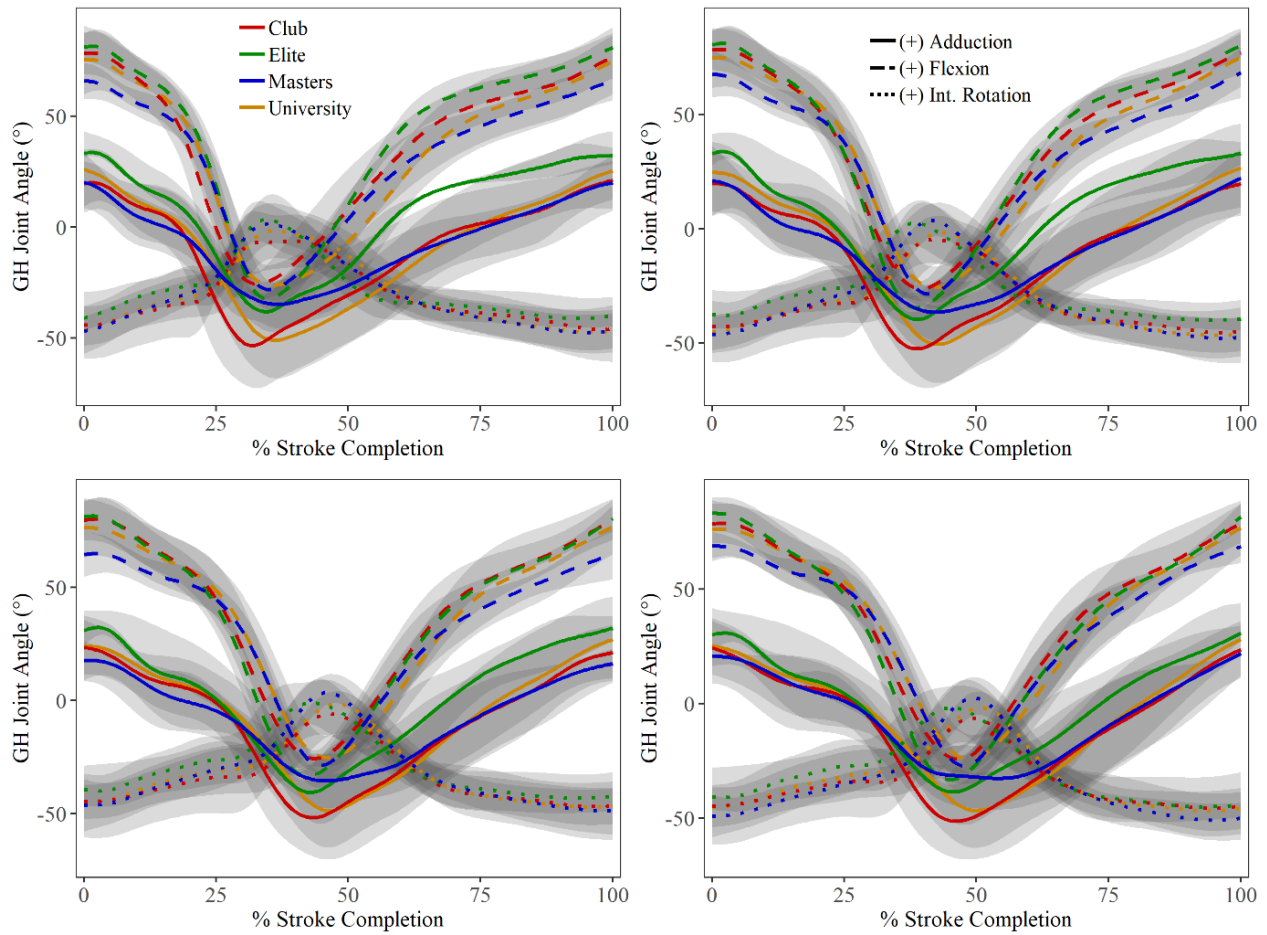 Club
Elite
Masters
University
50
0
-50
GH Joint Angle (°)
0
25
50
75
100
% Stroke Completion
(+) Adduction
(+) Flexion
(+) Int. Rotation
50
0
-50
GH Joint Angle (°)
0
25
50
75
100
% Stroke Completion
50
0
-50
GH Joint Angle (°)
0
25
50
75
100
% Stroke Completion
50
0
-50
GH Joint Angle (°)
0
25
50
75
100
% Stroke Completion